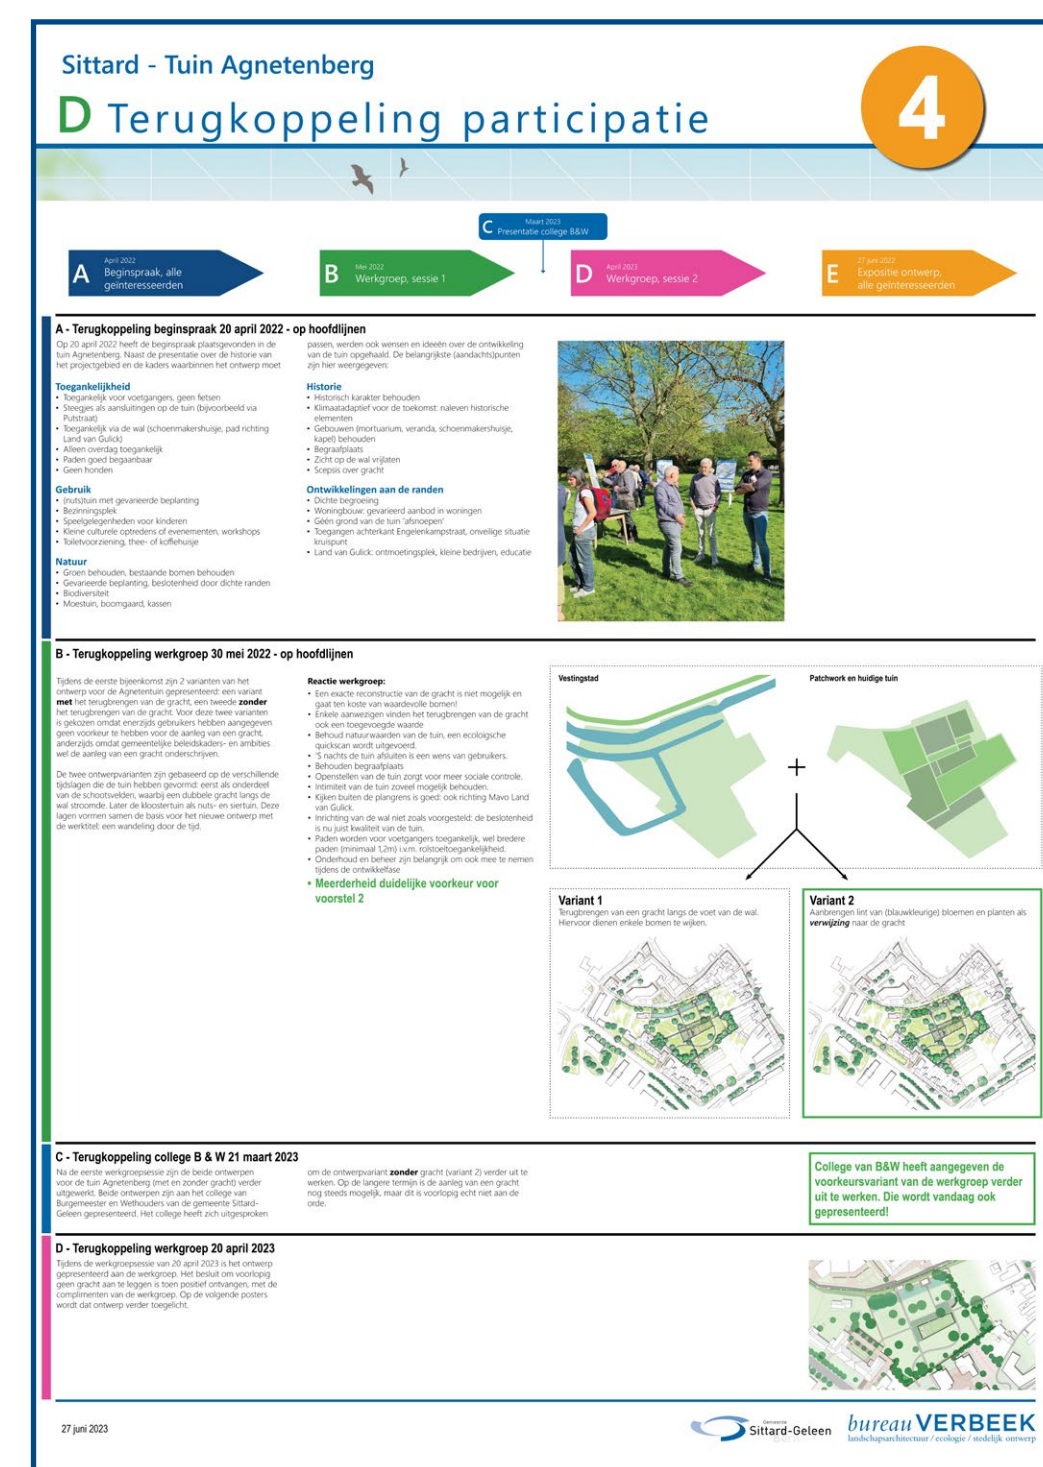 Sittard - Tuin Agnetenberg
D Terugkoppeling participatie
4
C
Maart 2023
Presentatie college B&W
A
April 2022
Beginspraak, alle
geïnteresseerden
B
Mei 2022
Werkgroep, sessie 1
D
April 2023
Werkgroep, sessie 2
E
27 juni 2022
Expositie ontwerp,
alle geïnteresseerden
A - Terugkoppeling beginspraak 20 april 2022 - op hoofdlijnen
Op 20 april 2022 heeft de beginspraak plaatsgevonden in de
tuin Agnetenberg. Naast de presentatie over de historie van
het projectgebied en de kaders waarbinnen het ontwerp moet
passen, werden ook wensen en ideeën over de ontwikkeling
van de tuin opgehaald. De belangrijkste (aandachts)punten
zijn hier weergegeven:
Toegankelijkheid
• Toegankelijk voor voetgangers, geen fietsen
• Steegjes als aansluitingen op de tuin (bijvoorbeeld via
Putstraat)
• Toegankelijk via de wal (schoenmakershuisje, pad richting
Land van Gulick)
• Alleen overdag toegankelijk
• Paden goed begaanbaar
• Geen honden
Gebruik
• (nuts)tuin met gevarieerde beplanting
• Bezinningsplek
• Speelgelegenheden voor kinderen
• Kleine culturele optredens of evenementen, workshops
• Toiletvoorziening, thee- of koffiehuisje
Natuur
• Groen behouden, bestaande bomen behouden
• Gevarieerde beplanting, beslotenheid door dichte randen
• Biodiversiteit
• Moestuin, boomgaard, kassen
Historie
• Historisch karakter behouden
• Klimaatadaptief voor de toekomst: naleven historische
elementen
• Gebouwen (mortuarium, veranda, schoenmakershuisje,
kapel) behouden
• Begraafplaats
• Zicht op de wal vrijlaten
• Scepsis over gracht
Ontwikkelingen aan de randen
• Dichte begroeiing
• Woningbouw: gevarieerd aanbod in woningen
• Géén grond van de tuin 'afsnoepen'
• Toegangen achterkant Engelenkampstraat, onveilige situatie
kruispunt
• Land van Gulick: ontmoetingsplek, kleine bedrijven, educatie
B - Terugkoppeling werkgroep 30 mei 2022 - op hoofdlijnen
Tijdens de eerste bijeenkomst zijn 2 varianten van het
ontwerp voor de Agnetentuin gepresenteerd: een variant
met het terugbrengen van de gracht, een tweede zonder
het terugbrengen van de gracht. Voor deze twee varianten
is gekozen omdat enerzijds gebruikers hebben aangegeven
geen voorkeur te hebben voor de aanleg van een gracht,
anderzijds omdat gemeentelijke beleidskaders- en ambities
wel de aanleg van een gracht onderschrijven.
De twee ontwerpvarianten zijn gebaseerd op de verschillende
tijdslagen die de tuin hebben gevormd: eerst als onderdeel
van de schootsvelden, waarbij een dubbele gracht langs de
wal stroomde. Later de kloostertuin als nuts- en siertuin. Deze
lagen vormen samen de basis voor het nieuwe ontwerp met
de werktitel: een wandeling door de tijd.
Reactie werkgroep:
• Een exacte reconstructie van de gracht is niet mogelijk en
gaat ten koste van waardevolle bomen!
• Enkele aanwezigen vinden het terugbrengen van de gracht
ook een toegevoegde waarde
• Behoud natuurwaarden van de tuin, een ecoloigsche
quickscan wordt uitgevoerd.
• 'S nachts de tuin afsluiten is een wens van gebruikers.
• Behouden begraafplaats
• Openstellen van de tuin zorgt voor meer sociale controle.
• Intimiteit van de tuin zoveel mogelijk behouden.
• Kijken buiten de plangrens is goed: ook richting Mavo Land
van Gulick.
• Inrichting van de wal niet zoals voorgesteld: de beslotenheid
is nu juist kwaliteit van de tuin.
• Paden worden voor voetgangers toegankelijk, wel bredere
paden (minimaal 1,2m) i.v.m. rolstoeltoegankelijkheid.
• Onderhoud en beheer zijn belangrijk om ook mee te nemen
tijdens de ontwikkelfase
• Meerderheid duidelijke voorkeur voor
voorstel 2
Vestingstad
Patchwork en huidige tuin
Variant 1
Terugbrengen van een gracht langs de voet van de wal.
Hiervoor dienen enkele bomen te wijken.
Variant 2
Aanbrengen lint van (blauwkleurige) bloemen en planten als
verwijzing naar de gracht
C - Terugkoppeling college B & W 21 maart 2023
Na de eerste werkgroepsessie zijn de beide ontwerpen
voor de tuin Agnetenberg (met en zonder gracht) verder
uitgewerkt. Beide ontwerpen zijn aan het college van
Burgemeester en Wethouders van de gemeente Sittard-
Geleen gepresenteerd. Het college heeft zich uitgesproken
om de ontwerpvariant zonder gracht (variant 2) verder uit te
werken. Op de langere termijn is de aanleg van een gracht
nog steeds mogelijk, maar dit is voorlopig echt niet aan de
orde.
College van B&W heeft aangegeven de
voorkeursvariant van de werkgroep verder
uit te werken. Die wordt vandaag ook
gepresenteerd!
D - Terugkoppeling werkgroep 20 april 2023
Tijdens de werkgroepsessie van 20 april 2023 is het ontwerp
gepresenteerd aan de werkgroep. Het besluit om voorlopig
geen gracht aan te leggen is toen positief ontvangen, met de
complimenten van de werkgroep. Op de volgende posters
wordt dat ontwerp verder toegelicht.
27 juni 2023
Gemeente
Sittard-Geleen
Born
bureau VERBEEK
landschapsarchitectuur / ecologie / stedelijk ontwerp